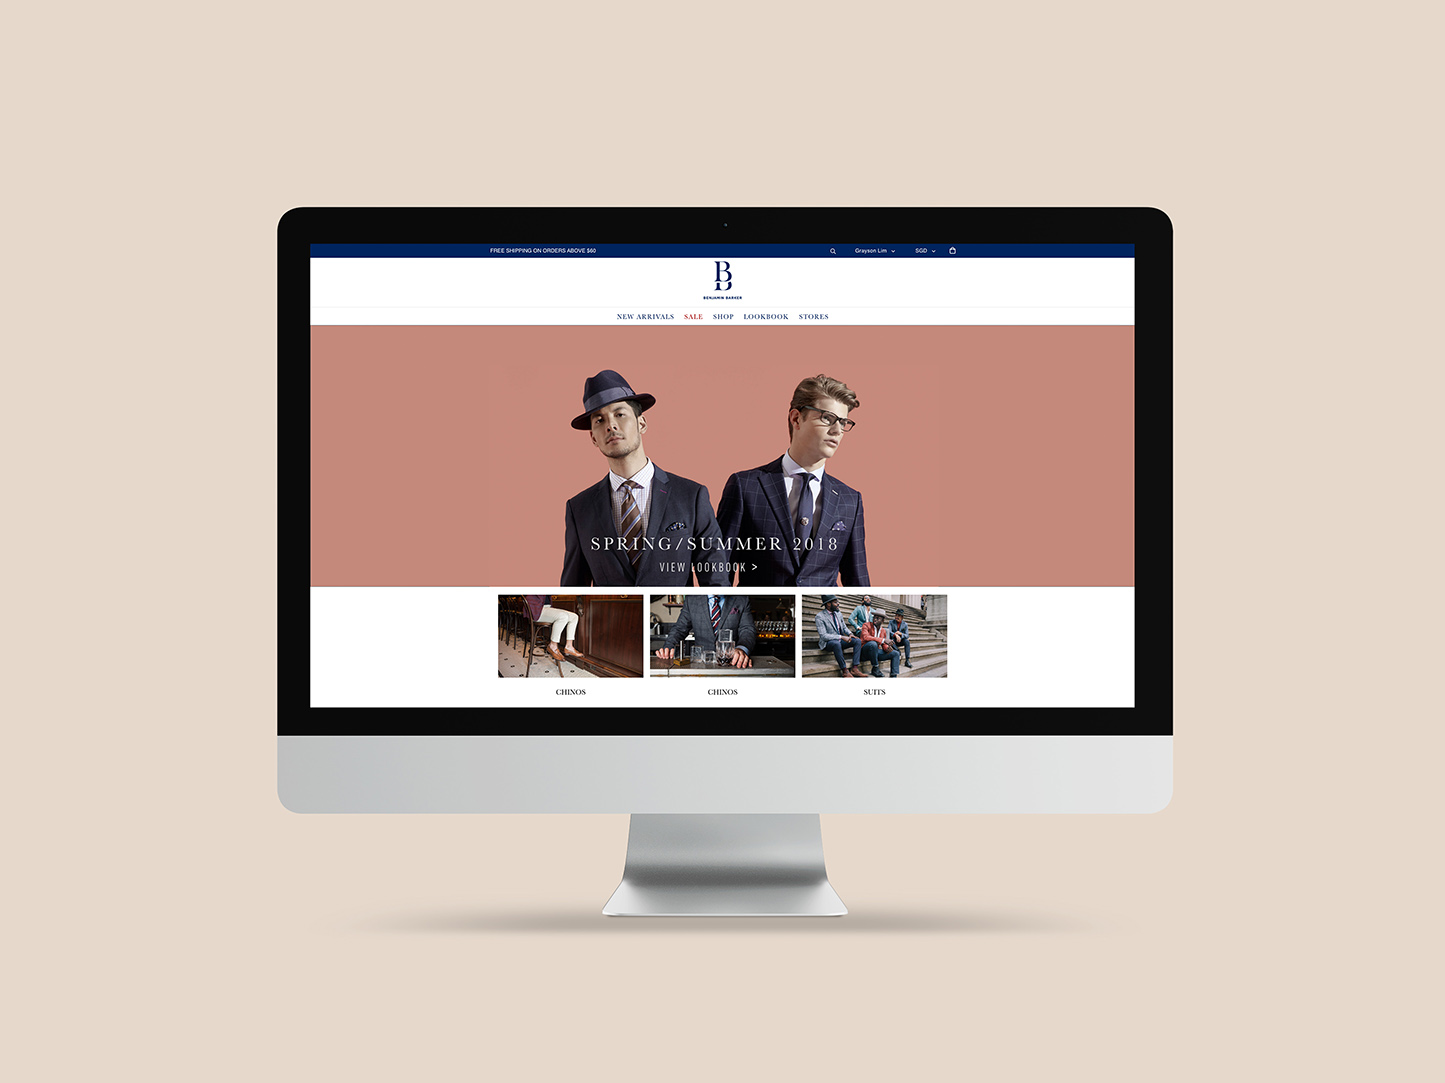 FREE SHIPPING ON ORDERS ABOVE $60
Grayson Lim
SGD
B
BENJAMIN BARKER
NEW ARRIVALS SALE SHOP LOOKBOOK STORES
SPRING/SUMMER 2018
VIEW LOOKBOOK >
CHINOS CHINOS SUITS